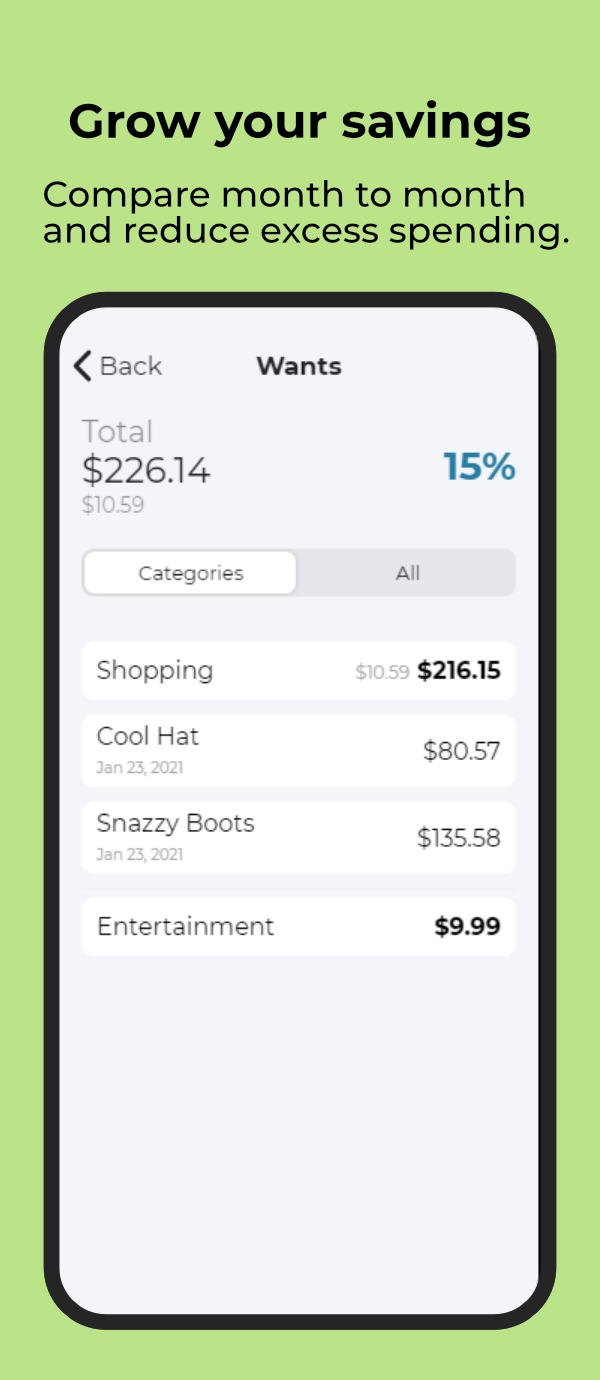 Grow your savings
Compare month to month
and reduce excess spending.
Back Wants
Total
$226.14 15%
$10.59
Categories All
Shopping $10.59 $216.15
Cool Hat $80.57
Jan 23, 2021
Snazzy Boots $135.58
Jan 23, 2021
Entertainment $9.99